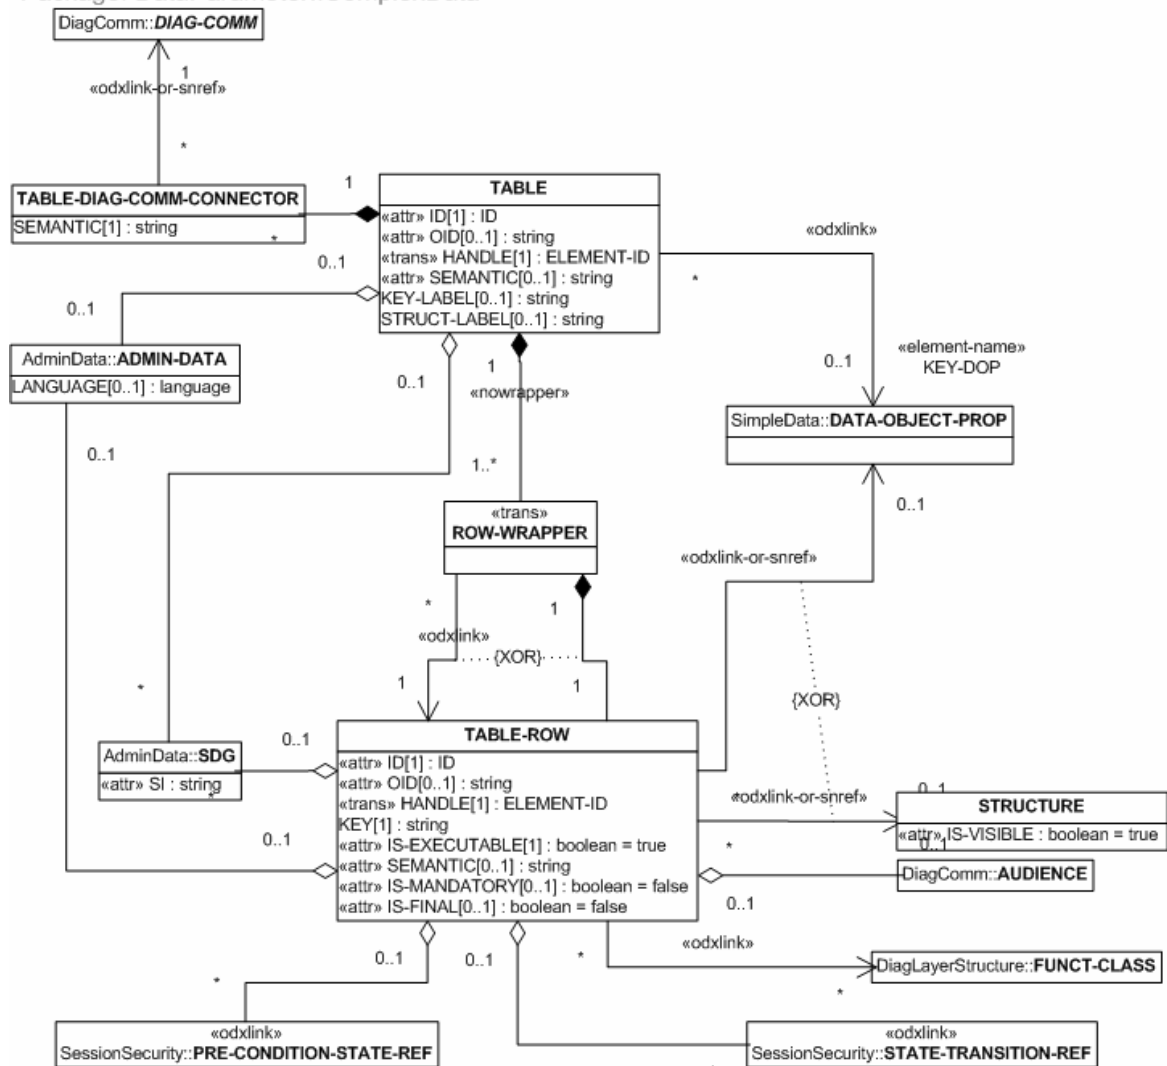 DiagComm::DIAG-COMM
1
«odxlink-or-snref»
*
TABLE-DIAG-COMM-CONNECTOR
SEMANTIC[1] : string
*
1
TABLE
«attr» ID[1] : ID
«attr» OID[0..1] : string
«trans» HANDLE[1] : ELEMENT-ID
«attr» SEMANTIC[0..1] : string
KEY-LABEL[0..1] : string
STRUCT-LABEL[0..1] : string
0..1
0..1
AdminData::ADMIN-DATA
LANGUAGE[0..1] : language
0..1
«odxlink»
*
0..1
«element-name»
KEY-DOP
SimpleData::DATA-OBJECT-PROP
0..1
1
«nowrapper»
1..*
«trans»
ROW-WRAPPER
0..1
«odxlink-or-snref»
*
«odxlink»
1
{XOR}
1
1
{XOR}
*
AdminData::SDG
«attr» SI : string
*
0..1
TABLE-ROW
«attr» ID[1] : ID
«attr» OID[0..1] : string
«trans» HANDLE[1] : ELEMENT-ID
KEY[1] : string
«attr» IS-EXECUTABLE[1] : boolean = true
«attr» SEMANTIC[0..1] : string
«attr» IS-MANDATORY[0..1] : boolean = false
«attr» IS-FINAL[0..1] : boolean = false
0..1
*
«odxlink-or-snref»
0..1
STRUCTURE
«attr» IS-VISIBLE : boolean = true
*
0..1
DiagComm::AUDIENCE
0..1
«odxlink»
*
DiagLayerStructure::FUNCT-CLASS
*
0..1
0..1
*
«odxlink»
SessionSecurity::PRE-CONDITION-STATE-REF
«odxlink»
SessionSecurity::STATE-TRANSITION-REF